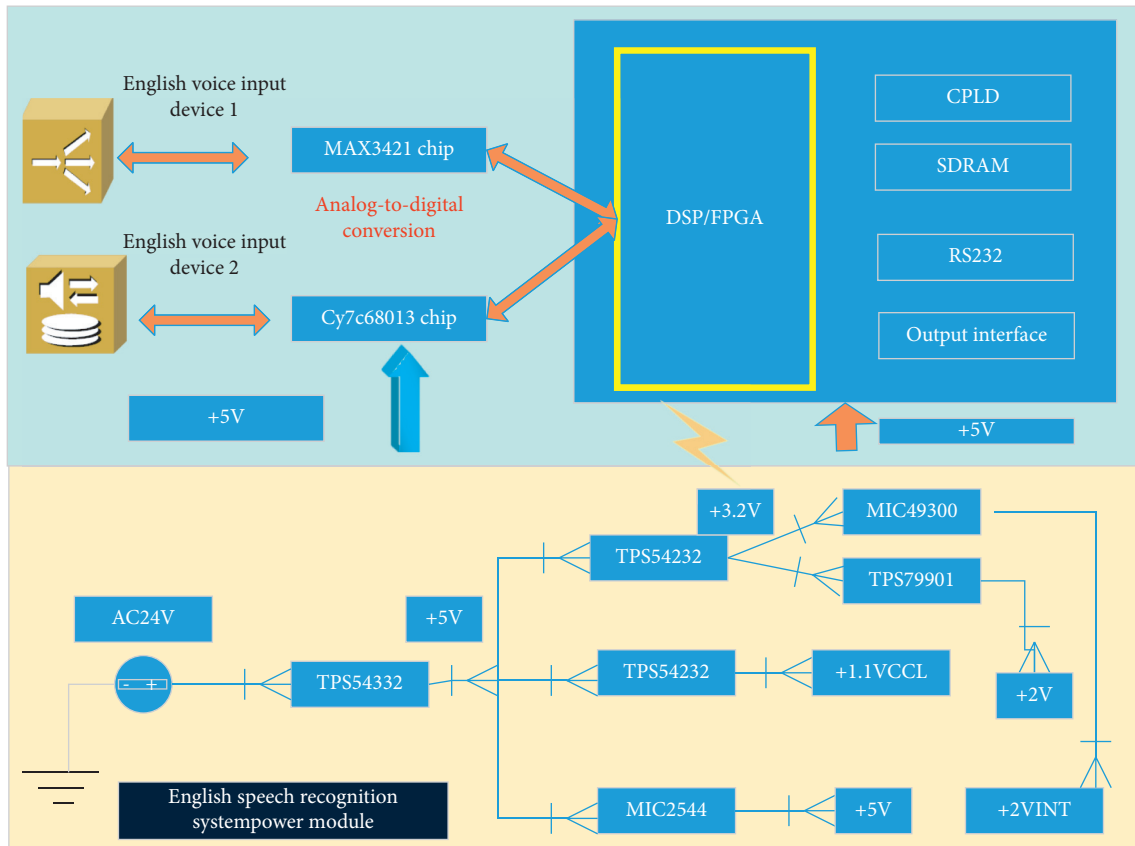 English voice input
device 1
MAX3421 chip
Analog-to-digital
conversion
English voice input
device 2
Cy7c68013 chip
+5V
DSP/FPGA
CPLD
SDRAM
RS232
Output interface
+5V
+3.2V
MIC49300
TPS54232
TPS79901
AC24V
+5V
- +
TPS54332
TPS54232
+1.1VCCL
+2V
English speech recognition
systempower module
MIC2544
+5V
+2VINT